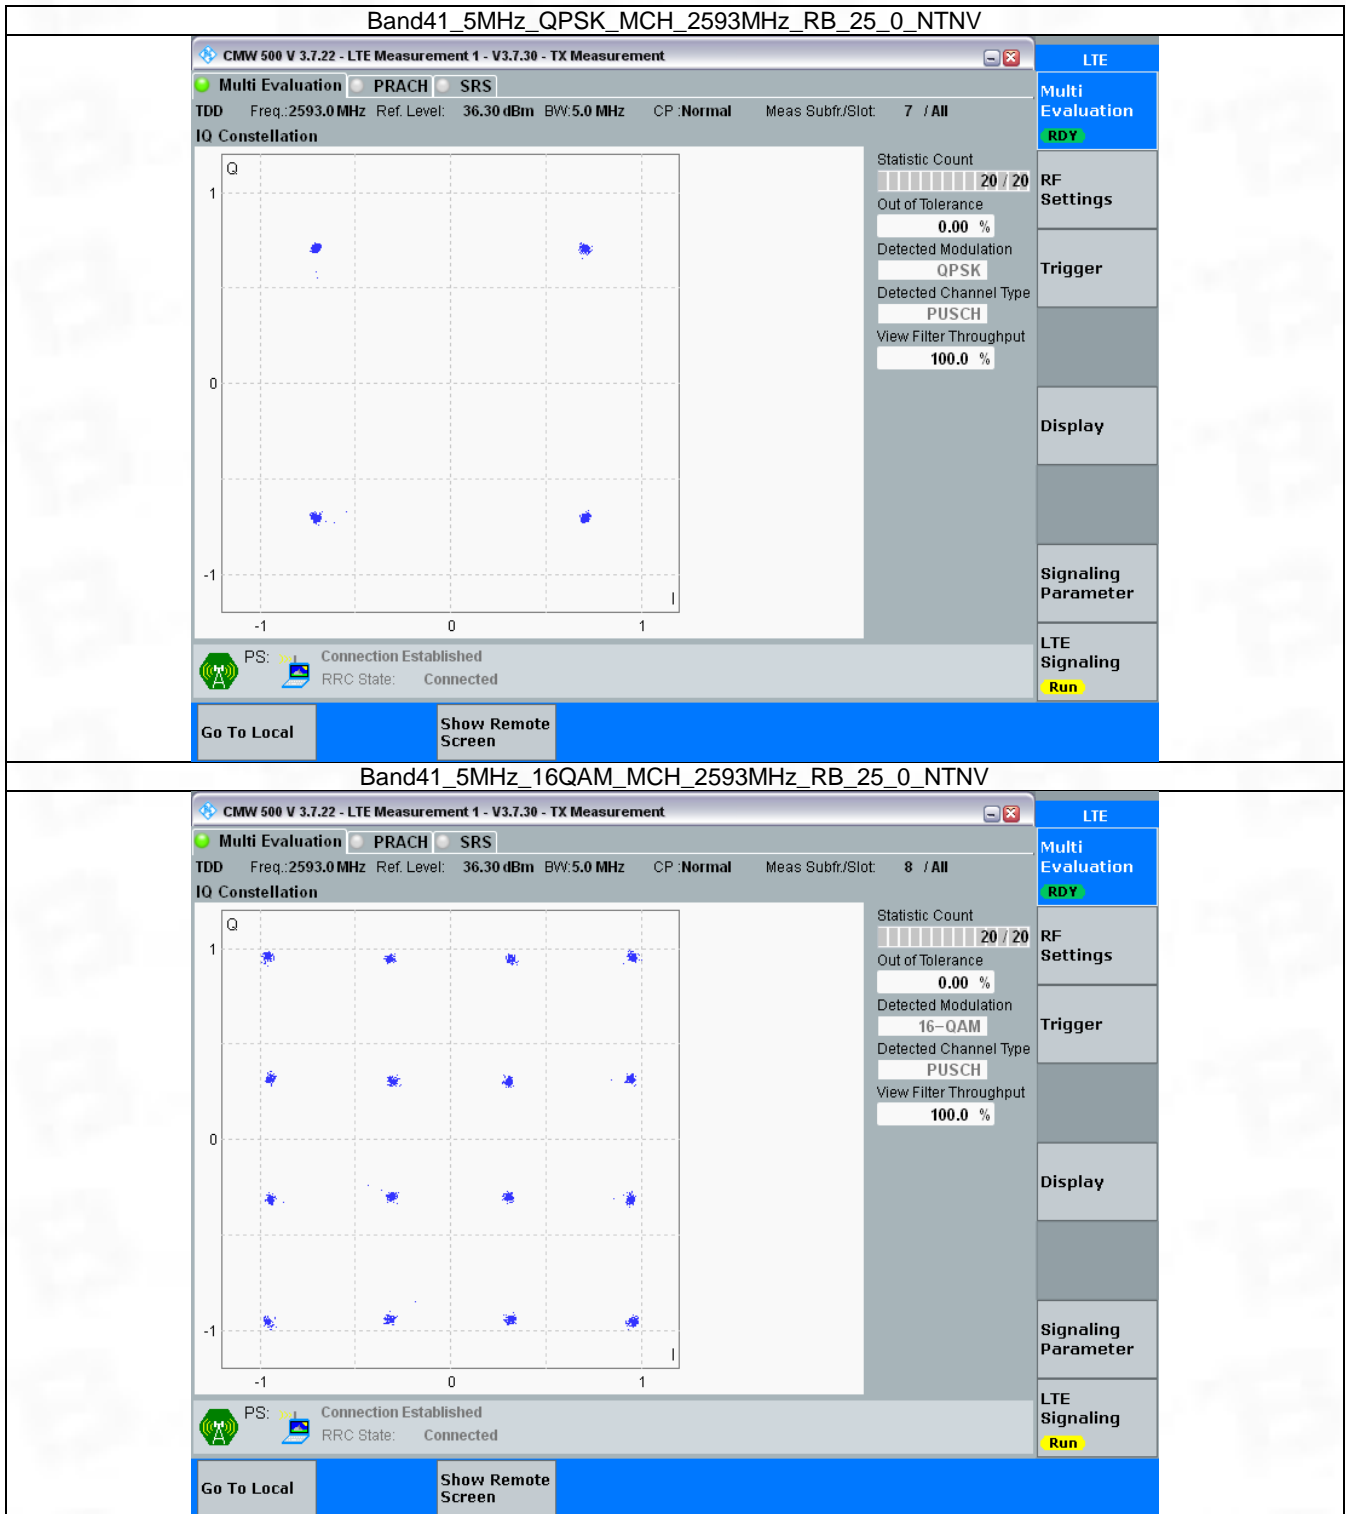 Band41_5MHz_QPSK_MCH_2593MHz_RB_25_0_NTNV
CMW 500 V 3.7.22 - LTE Measurement 1 - V3.7.30 - TX Measurement
LTE
Multi Evaluation PRACH SRS
TDD Freq.:2593.0 MHz Ref. Level: 36.30 dBm BW:5.0 MHz CP :Normal Meas Subfr./Slot: 7 / All
IQ Constellation
Q
1
0
-1
I
-1 0 1
Statistic Count
20 / 20
Out of Tolerance
0.00 %
Detected Modulation
QPSK
Detected Channel Type
PUSCH
View Filter Throughput
100.0 %
Multi
Evaluation
RDY
RF
Settings
Trigger
Display
Signaling
Parameter
LTE
Signaling
Run
PS: Connection Established
RRC State: Connected
Go To Local
Show Remote
Screen
Band41_5MHz_16QAM_MCH_2593MHz_RB_25_0_NTNV
CMW 500 V 3.7.22 - LTE Measurement 1 - V3.7.30 - TX Measurement
LTE
Multi Evaluation PRACH SRS
TDD Freq.:2593.0 MHz Ref. Level: 36.30 dBm BW:5.0 MHz CP :Normal Meas Subfr./Slot: 8 / All
IQ Constellation
Q
1
0
-1
I
-1 0 1
Statistic Count
20 / 20
Out of Tolerance
0.00 %
Detected Modulation
16-QAM
Detected Channel Type
PUSCH
View Filter Throughput
100.0 %
Multi
Evaluation
RDY
RF
Settings
Trigger
Display
Signaling
Parameter
LTE
Signaling
Run
PS: Connection Established
RRC State: Connected
Go To Local
Show Remote
Screen